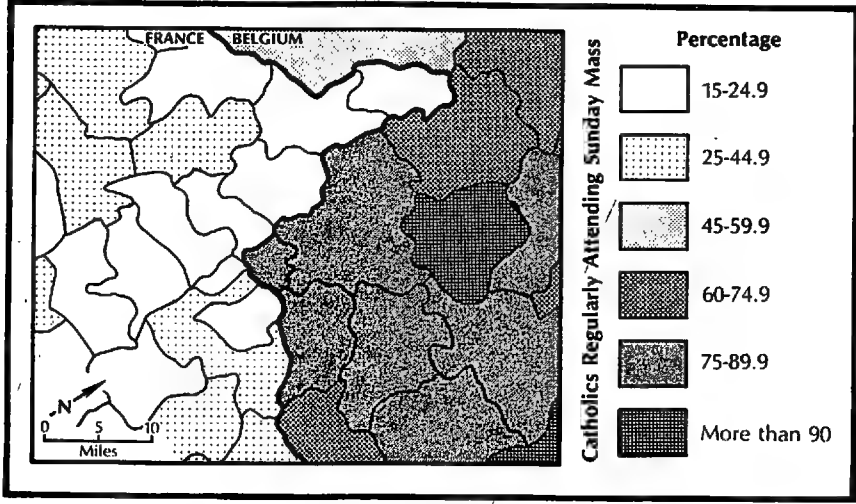 FRANCE BELGIUM
N
0 5 10
Miles
Catholics Regularly Attending Sunday Mass
Percentage
15-24.9
25-44.9
45-59.9
60-74.9
75-89.9
More than 90